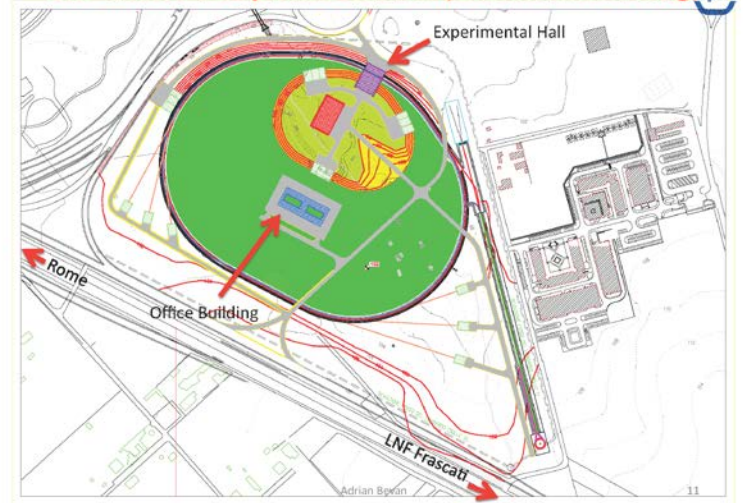 Experimental Hall
Rome
Office Building
LNF Frascati
Adrian Bevan
11